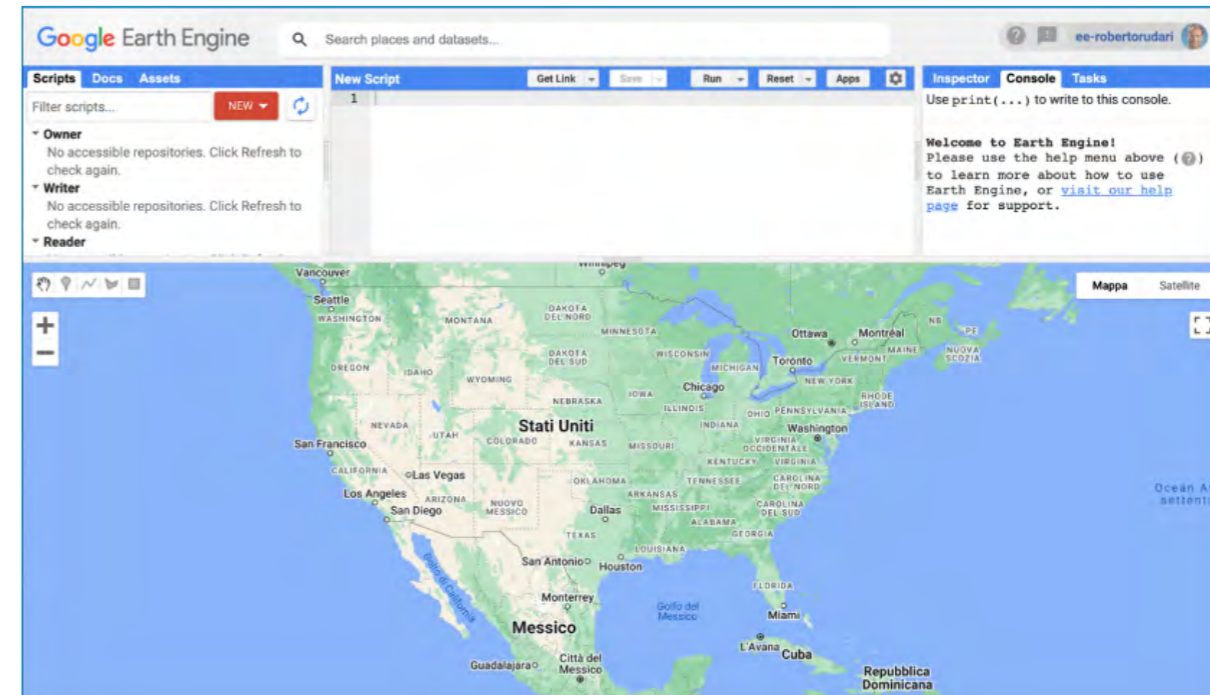 Google Earth Engine
Search places and datasets...
ee-robertorudari
Scripts Docs Assets
Filter scripts...
NEW
Owner
No accessible repositories. Click Refresh to
check again.
Writer
No accessible repositories. Click Refresh to
check again.
Reader
New Script
Get Link
Save
Run
Reset
Apps
1
Inspector Console Tasks
Use print(...) to write to this console.
Welcome to Earth Engine!
Please use the help menu above (?)
to learn more about how to use
Earth Engine, or visit our help
page for support.
Mappa
Satellite
Vancouver
Winnipeg
Seattle
WASHINGTON
MONTANA
DAKOTA
DEL NORD
MINNESOTA
Ottawa
Montréal
NB
PE
MAINE
NUOVA
SCOZIA
OREGON
IDAHO
WYOMING
DAKOTA
DEL SUD
WISCONSIN
MICHIGAN
Toronto
VERMONT
NEW YORK
Chicago
NEBRASKA
IOWA
ILLINOIS
INDIANA
OHIO
PENNSYLVANIA
RHODE
ISLAND
NEVADA
UTAH
COLORADO
Stati Uniti
KANSAS
MISSOURI
Washington
VIRGINIA
OCCIDENTALE
KENTUCKY
VIRGINIA
San Francisco
CALIFORNIA
Las Vegas
OKLAHOMA
TENNESSEE
CAROLINA
DEL NORD
Los Angeles
ARIZONA
NUOVO
MESSICO
ARKANSAS
MISSISSIPPI
CAROLINA
DEL SUD
San Diego
Dallas
ALABAMA
GEORGIA
TEXAS
LOUISIANA
San Antonio
Houston
Golfo di California
FLORIDA
Monterrey
Golfo del
Messico
Miami
Messico
L'Avana
Cuba
Guadalajara
Città del
Messico
Repubblica
Dominicana
Ocean
settent